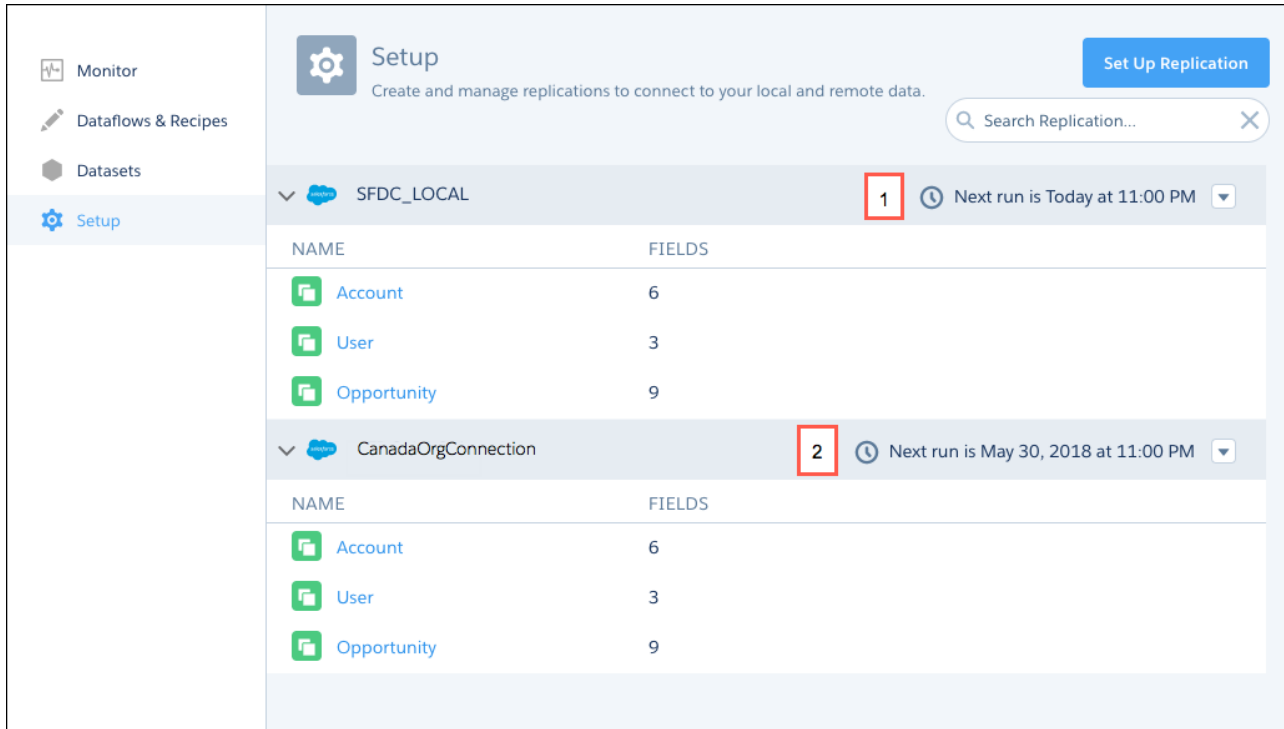 Monitor
Dataflows & Recipes
Datasets
Setup
Setup
Create and manage replications to connect to your local and remote data.
Set Up Replication
Search Replication...
SFDC_LOCAL
1
Next run is Today at 11:00 PM
NAME FIELDS
Account 6
User 3
Opportunity 9
CanadaOrgConnection
2
Next run is May 30, 2018 at 11:00 PM
NAME FIELDS
Account 6
User 3
Opportunity 9